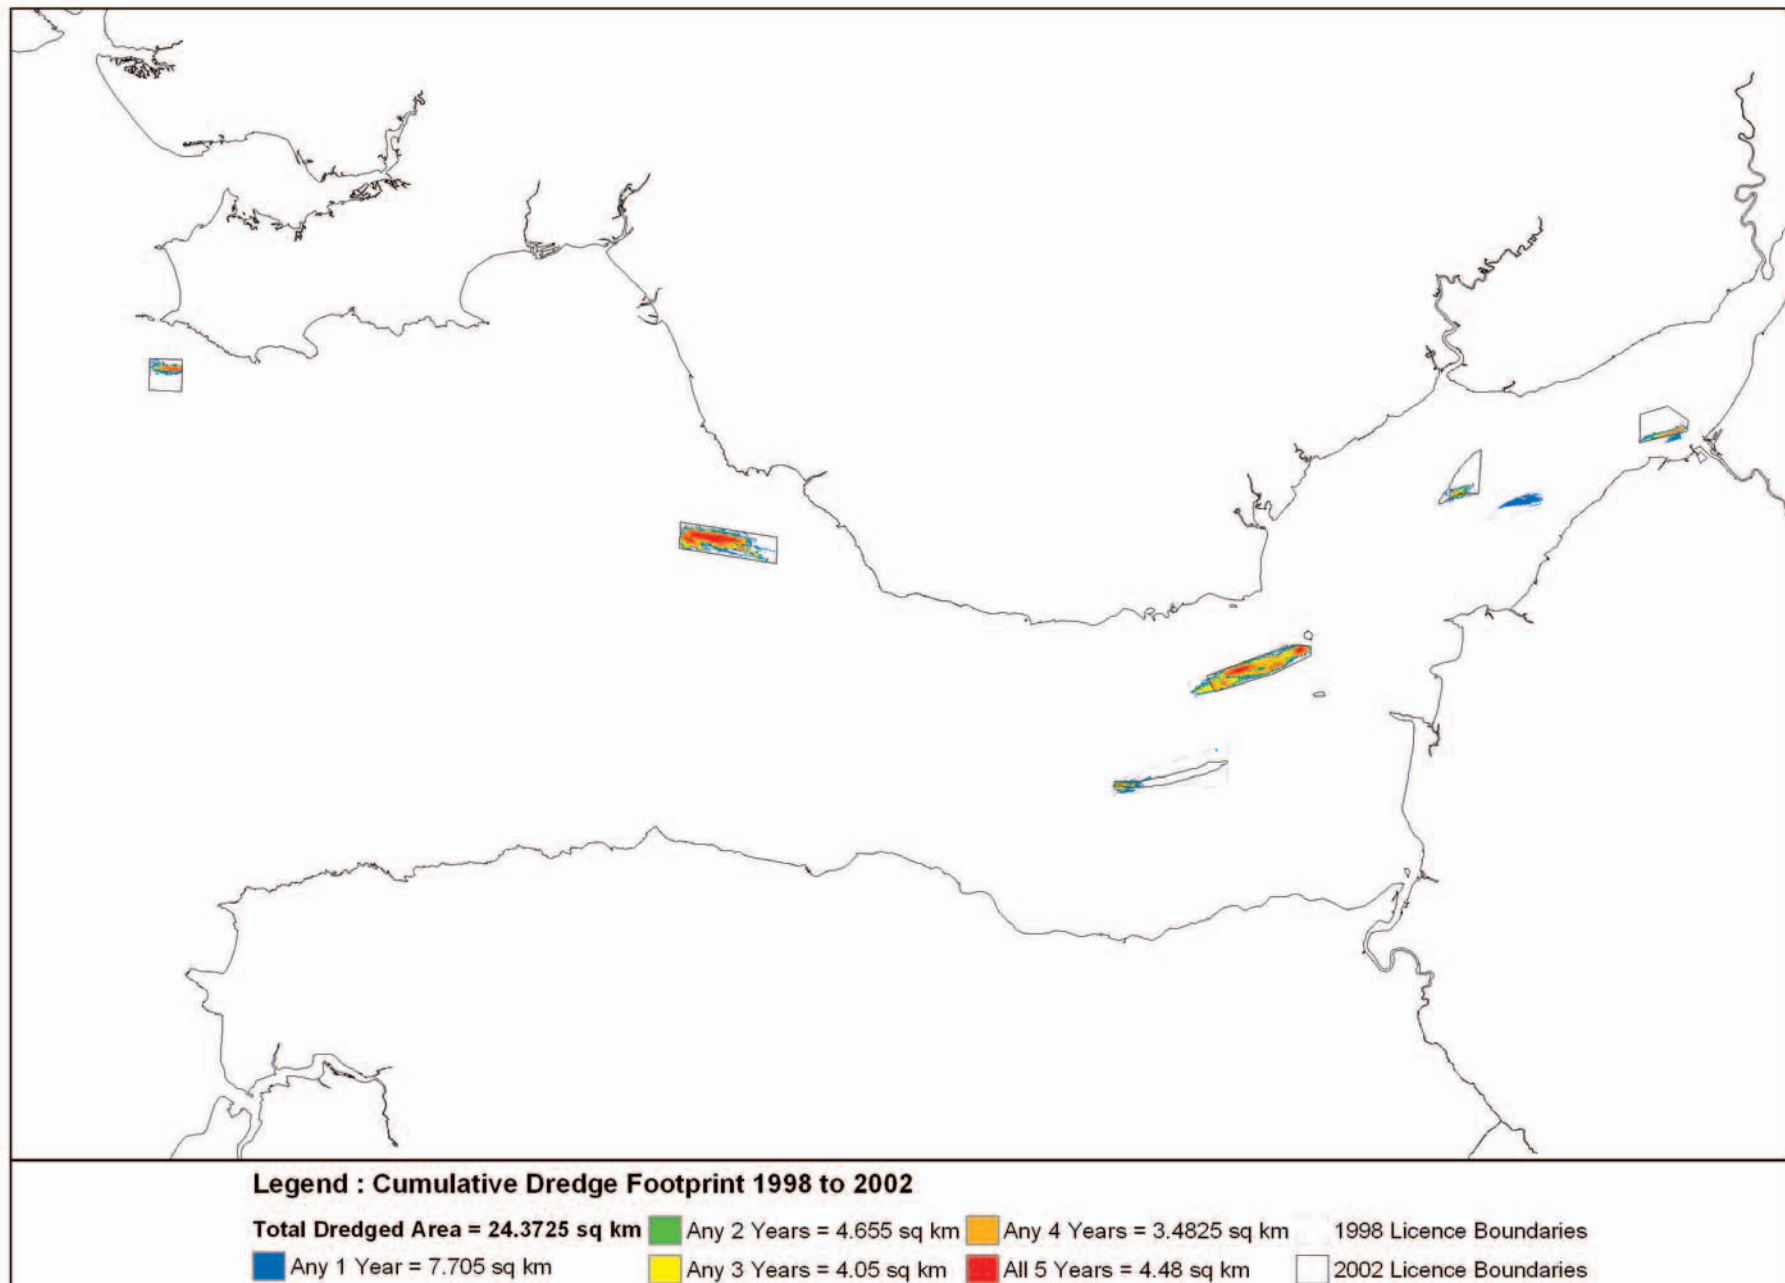 Legend : Cumulative Dredge Footprint 1998 to 2002
Total Dredged Area = 24.3725 sq km
Any 1 Year = 7.705 sq km
Any 2 Years = 4.655 sq km
Any 3 Years = 4.05 sq km
Any 4 Years = 3.4825 sq km
All 5 Years = 4.48 sq km
1998 Licence Boundaries
2002 Licence Boundaries